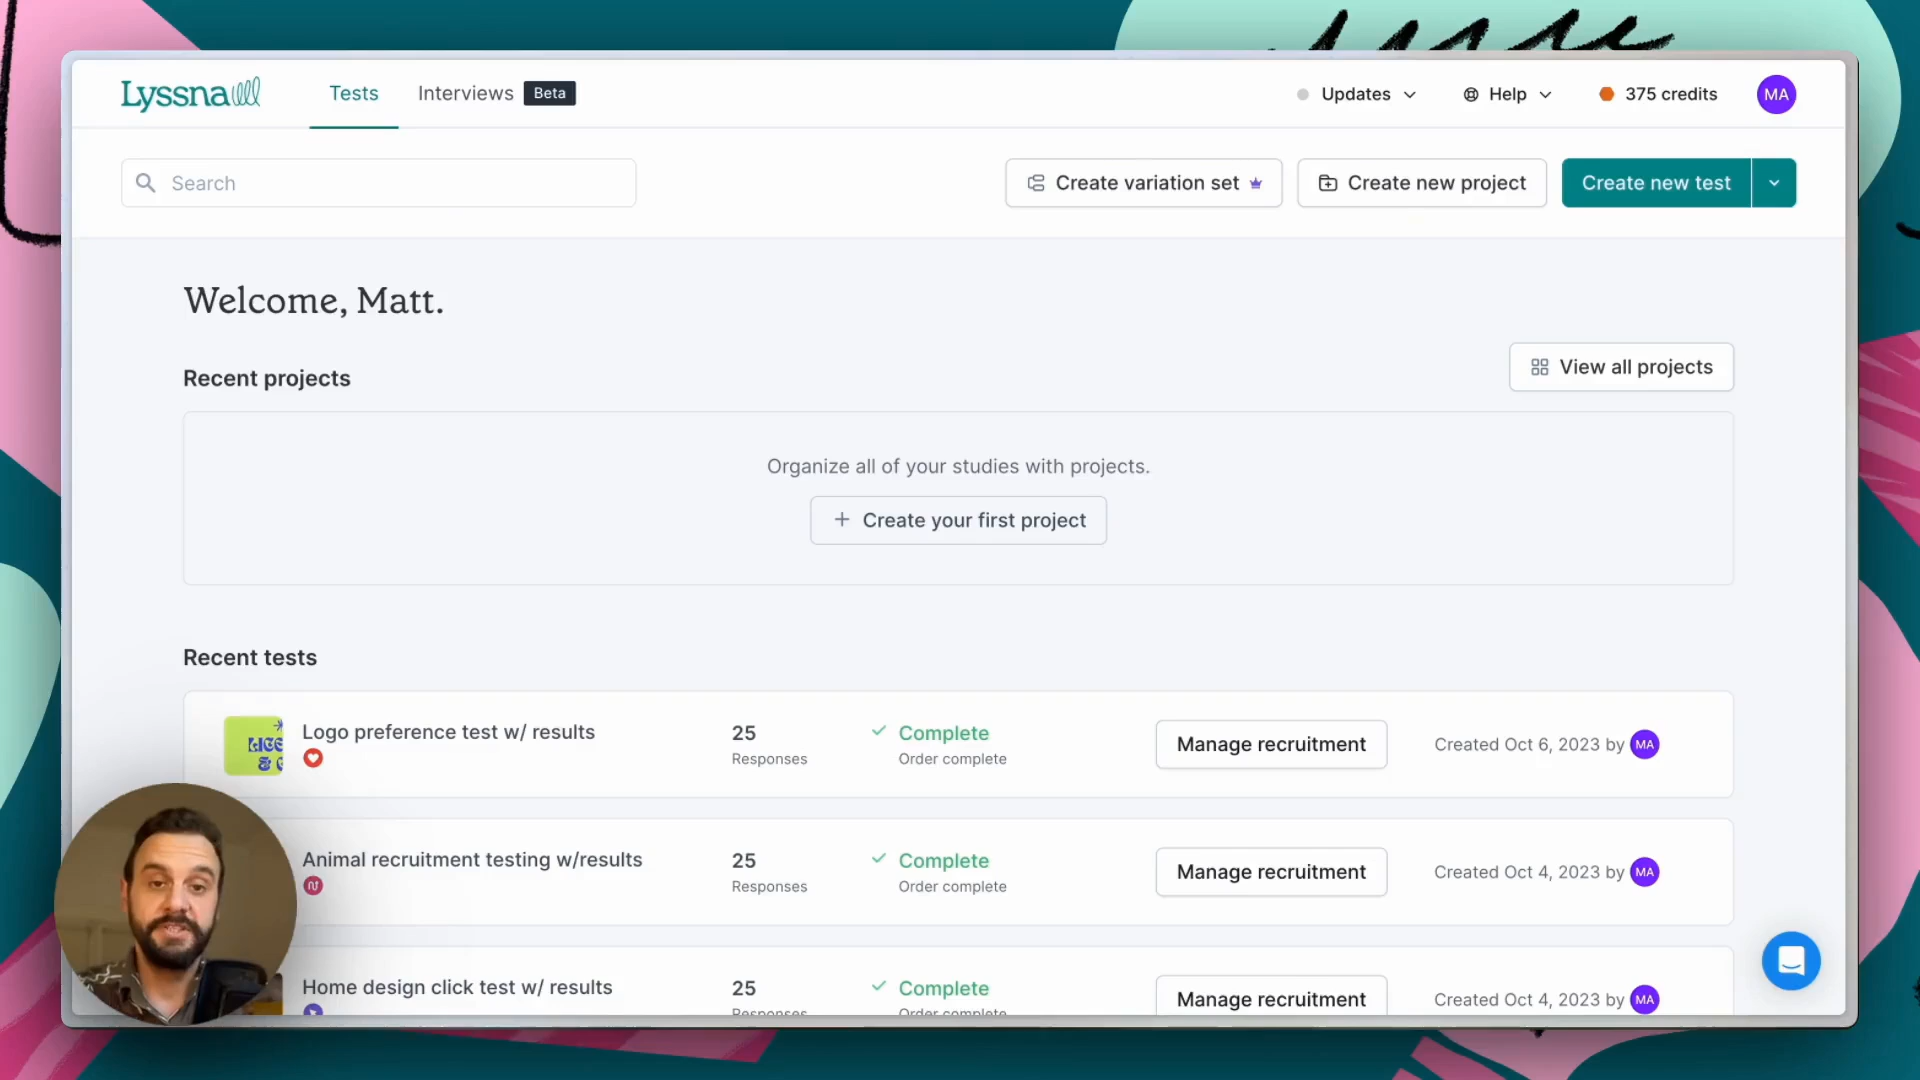 Lyssna
Tests
Interviews Beta
Updates
Help
375 credits
MA
Search
Create variation set
Create new project
Create new test
Welcome, Matt.
Recent projects
View all projects
Organize all of your studies with projects.
+ Create your first project
Recent tests
Logo preference test w/ results
25
Responses
Complete
Order complete
Manage recruitment
Created Oct 6, 2023 by MA
Animal recruitment testing w/results
25
Responses
Complete
Order complete
Manage recruitment
Created Oct 4, 2023 by MA
Home design click test w/ results
25
Responses
Complete
Order complete
Manage recruitment
Created Oct 4, 2023 by MA